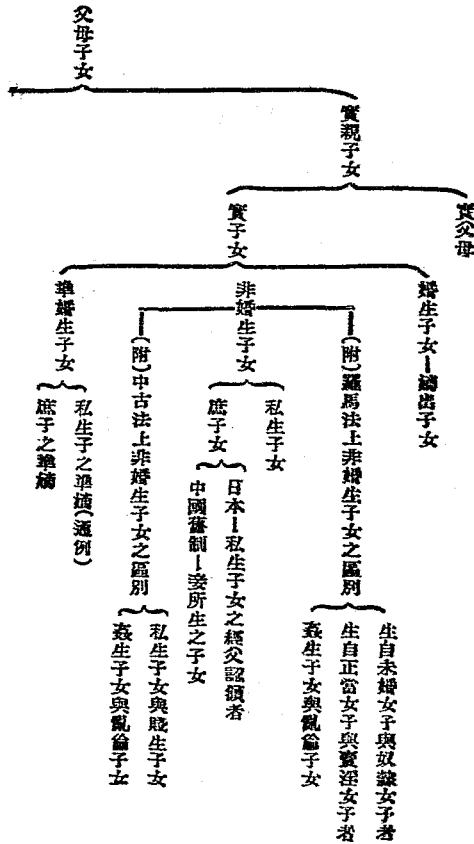 父母子女
實親子女
實父母
實子女
婚生子女—嫡出子女
非婚生子女
(附)羅馬法上非婚生子女之區別
生自未婚女子與奴隸女子者
生自正當女子與賣淫女子者
姦生子女與亂倫子女
私生子女
庶子女
日本—私生子女之經父認領者
中國舊制—妾所生之子女
(附)中古法上非婚生子女之區別
私生子女與賤生子女
姦生子女與亂倫子女
準婚生子女
私生子之準嫡(通例)
庶子之準嫡